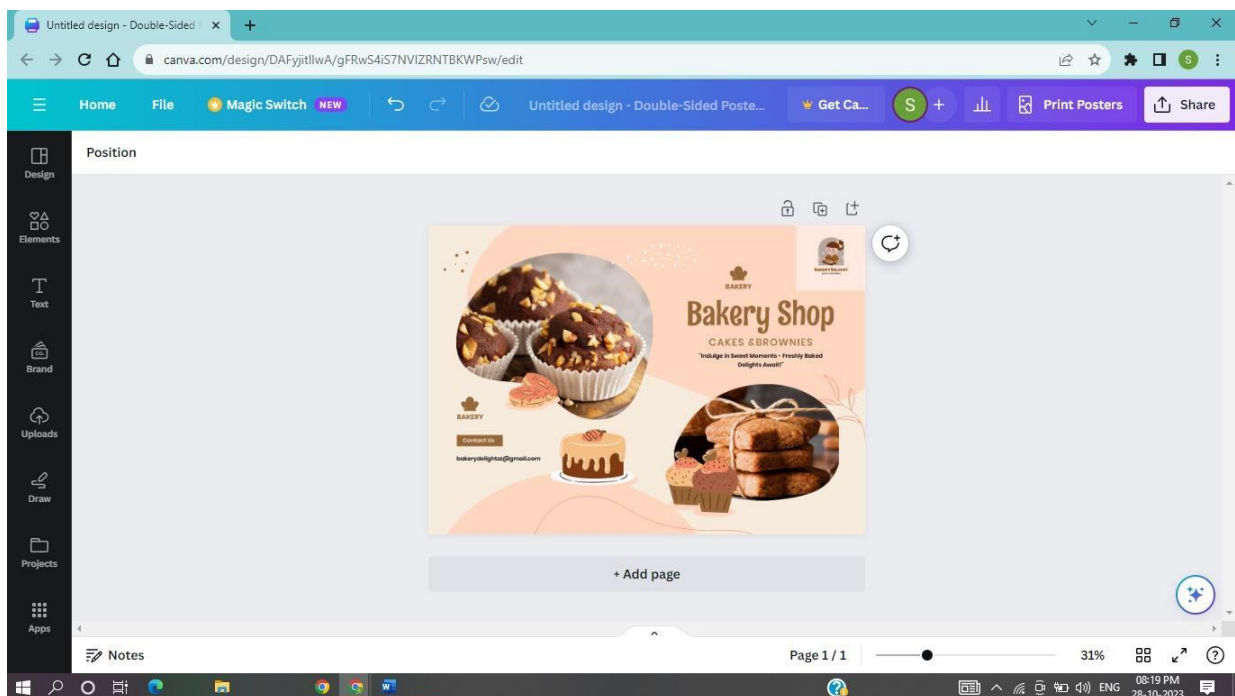 Untitled design - Double-Sided
canva.com/design/DAFyjitIlwA/gFRwS4iS7NVIZRNTBKWPsw/edit
S
Home File Magic Switch NEW Untitled design - Double-Sided Poste... Get Ca... S + Print Posters Share
Position
Design
Elements
Text
CO.
Brand
Uploads
Draw
Projects
Apps
BAKERY
Bakery Shop
CAKES &BROWNIES
"Indulge in Sweet Moments - Freshly Baked
Delights Await!"
BAKERY
Contact Us
bakerydelightzz@gmail.com
+ Add page
Notes
Page 1 / 1 31%
ENG
08:19 PM
28-10-2023